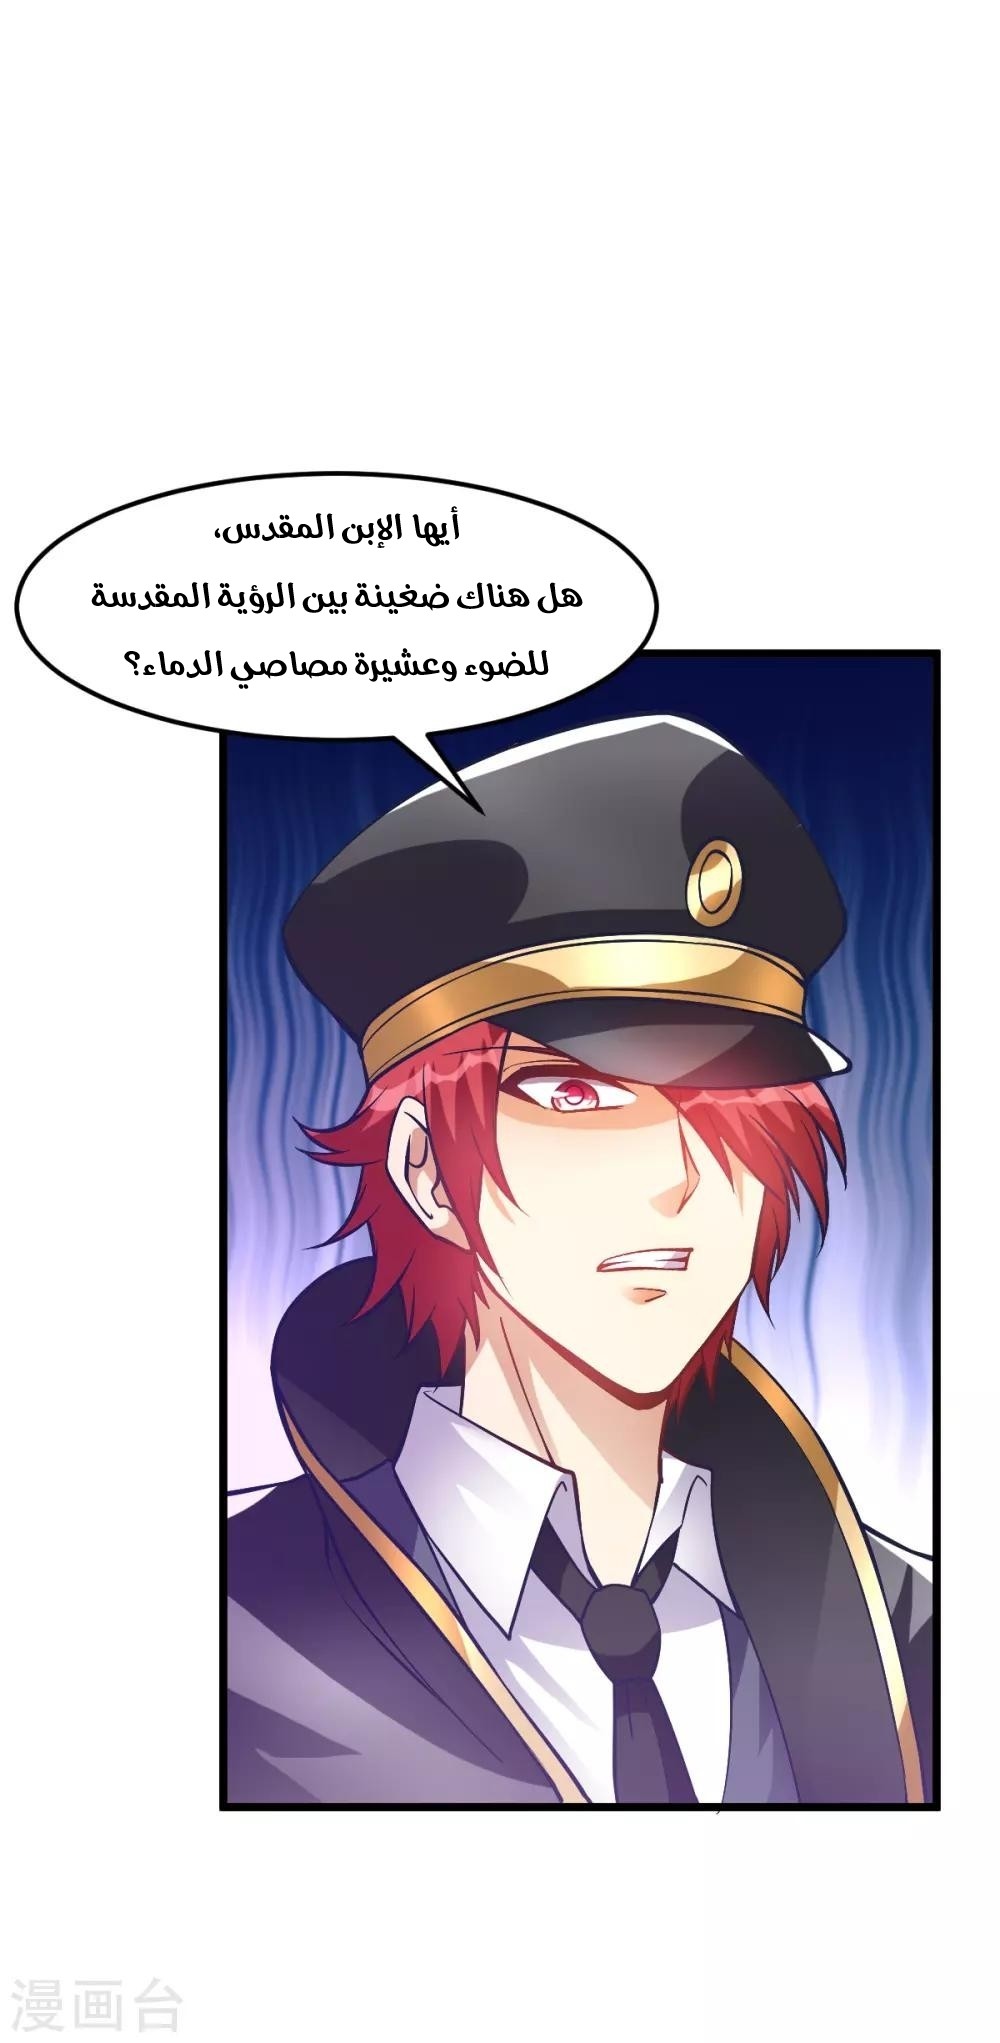 أيها الإبن المقدس،
هل هناك ضغينة بين الرؤية المقدسة
للضوء وعشيرة مصاصي الدماء؟
漫画台